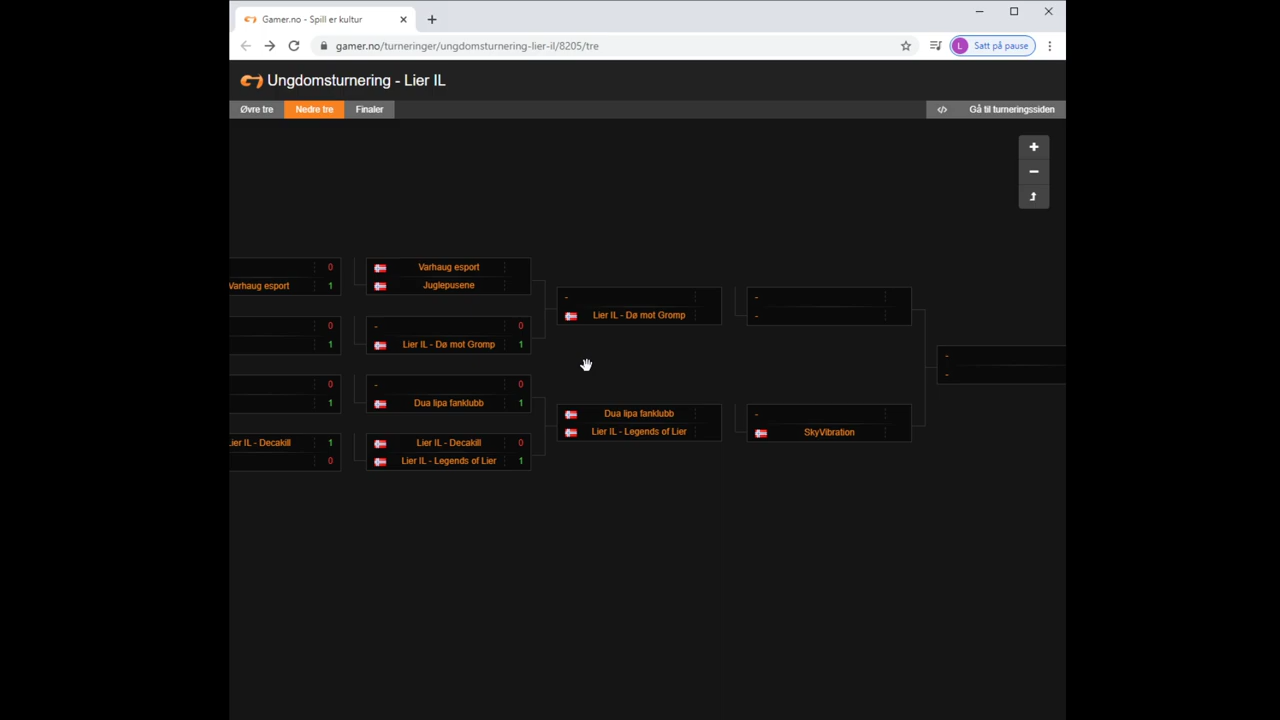 Gamer.no - Spill er kultur
gamer.no/turneringer/ungdomsturnering-lier-il/8205/tre
L Satt på pause
Ungdomsturnering - Lier IL
Øvre tre Nedre tre Finaler
</> Gå til turneringssiden
0
Varhaug esport 1
0
1
0
1
Lier IL - Decakill 1
0
Varhaug esport
Juglepusene
- 0
Lier IL - Dø mot Gromp 1
- 0
Dua lipa fanklubb 1
Lier IL - Decakill 0
Lier IL - Legends of Lier 1
-
Lier IL - Dø mot Gromp
Dua lipa fanklubb
Lier IL - Legends of Lier
-
-
-
SkyVibration
-
-